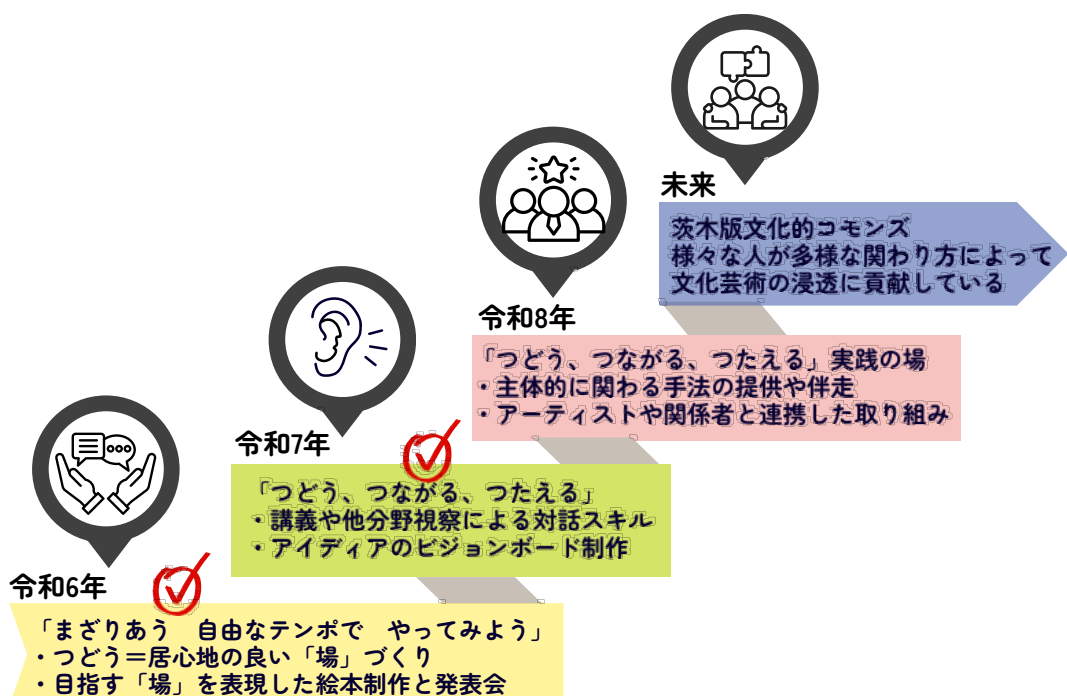 未来
茨木版文化的コモンズ
様々な人が多様な関わり方によって
文化芸術の浸透に貢献している
令和8年
「つどう、つながる、つたえる」実践の場
・主体的に関わる手法の提供や伴走
・アーティストや関係者と連携した取り組み
令和7年
「つどう、つながる、つたえる」
・講義や他分野視察による対話スキル
・アイディアのビジョンボード制作
令和6年
「まざりあう　自由なテンポで　やってみよう」
・つどう＝居心地の良い「場」づくり
・目指す「場」を表現した絵本制作と発表会